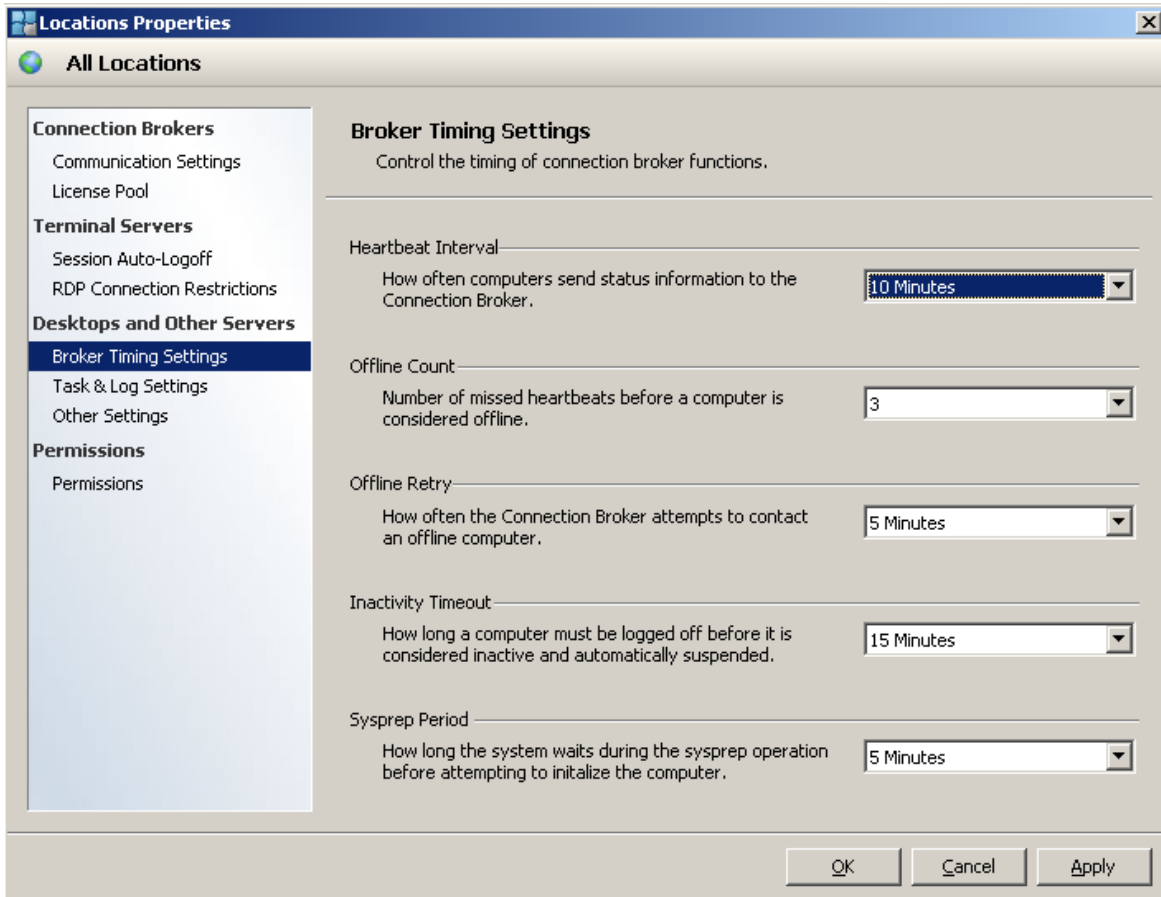 Locations Properties
All Locations
Connection Brokers
Communication Settings
License Pool
Terminal Servers
Session Auto-Logoff
RDP Connection Restrictions
Desktops and Other Servers
Broker Timing Settings
Task & Log Settings
Other Settings
Permissions
Permissions
Broker Timing Settings
Control the timing of connection broker functions.
Heartbeat Interval
How often computers send status information to the
Connection Broker.
10 Minutes
Offline Count
Number of missed heartbeats before a computer is
considered offline.
3
Offline Retry
How often the Connection Broker attempts to contact
an offline computer.
5 Minutes
Inactivity Timeout
How long a computer must be logged off before it is
considered inactive and automatically suspended.
15 Minutes
Sysprep Period
How long the system waits during the sysprep operation
before attempting to initalize the computer.
5 Minutes
OK
Cancel
Apply